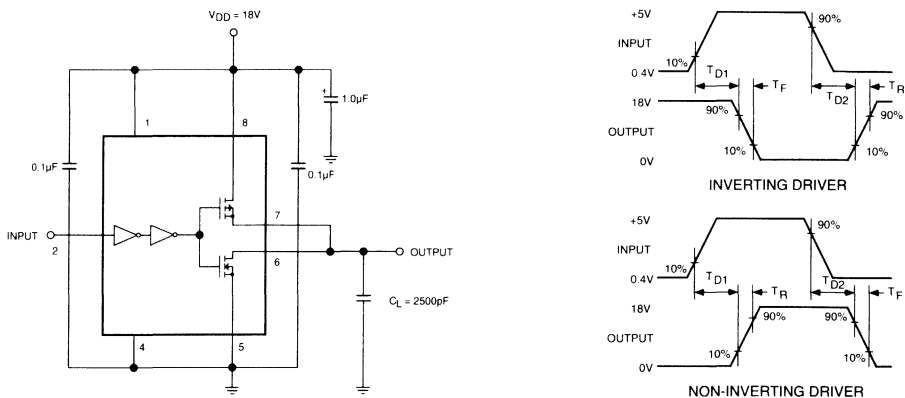 V_DD = 18V
1
8
1.0µF
+
0.1µF
0.1µF
7
INPUT
2
6
OUTPUT
C_L = 2500pF
4
5
+5V
INPUT
0.4V
10%
90%
T_D1
T_F
T_D2
T_R
18V
OUTPUT
0V
90%
10%
90%
10%
INVERTING DRIVER
+5V
INPUT
0.4V
10%
90%
T_D1
T_R
T_D2
T_F
18V
OUTPUT
0V
90%
90%
10%
10%
NON-INVERTING DRIVER